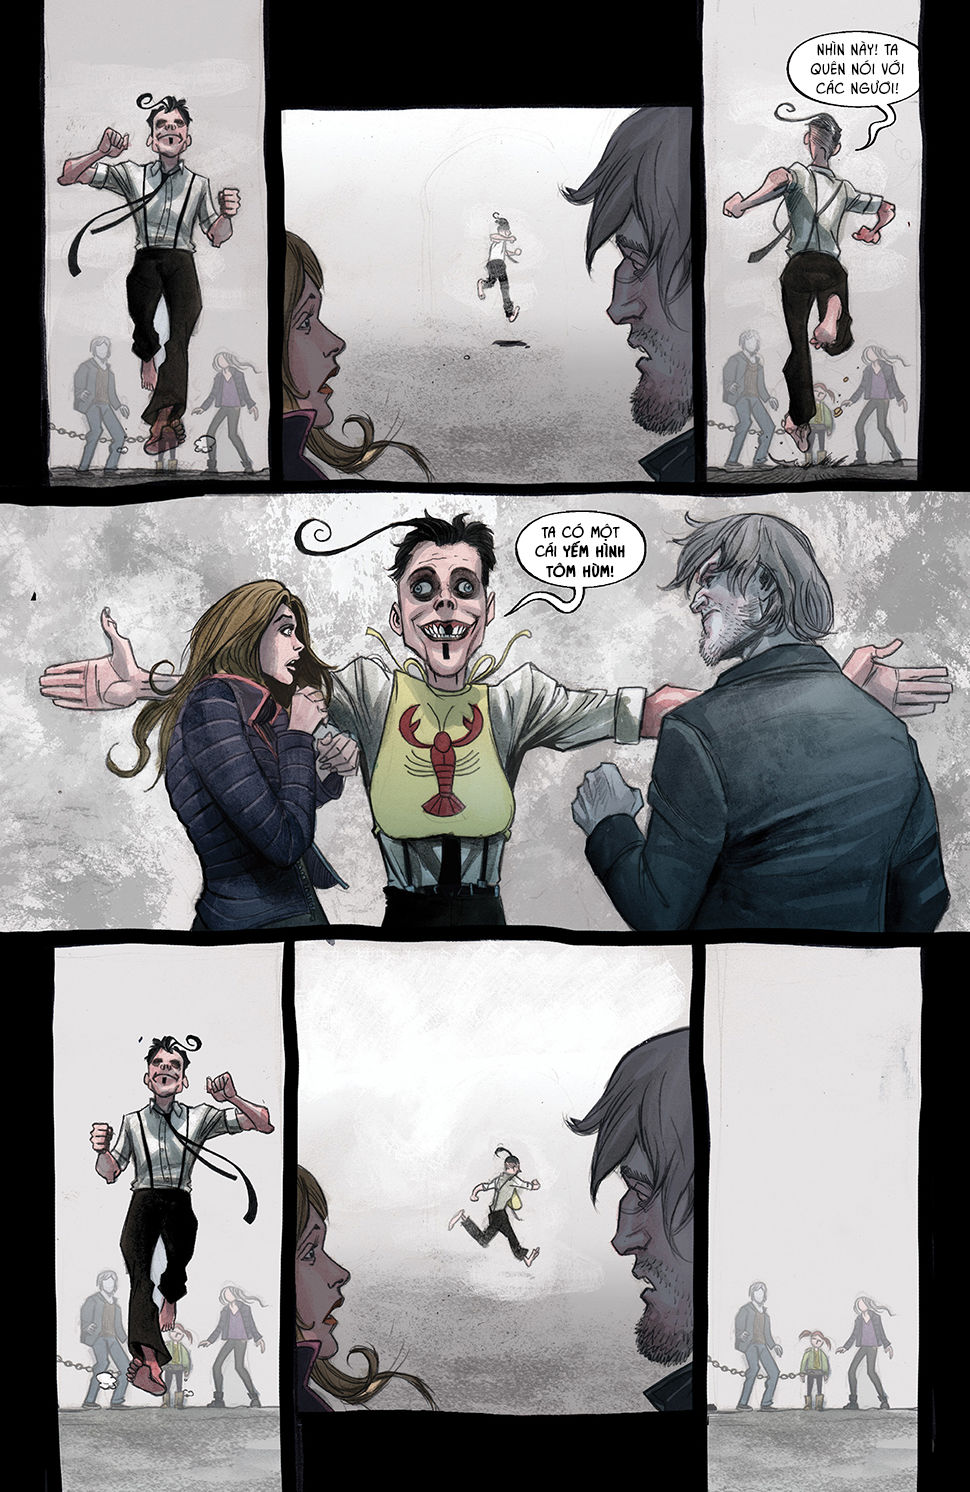 NHÌN NÀY! TA
QUÊN NÓI VỚI
CÁC NGƯƠI!
TA CÓ MỘT
CÁI YẾM HÌNH
TÔM HÙM!